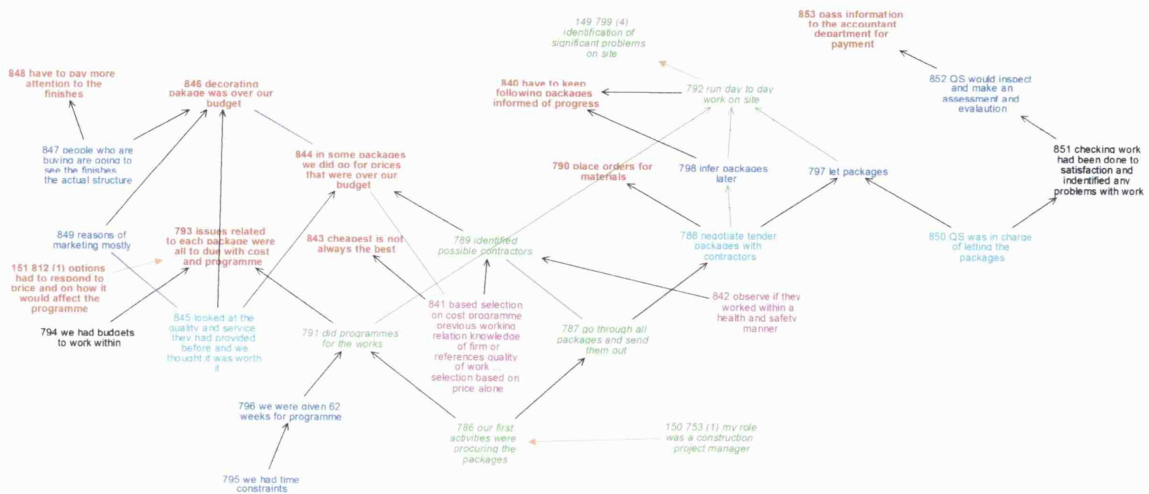 853 pass information
to the accountant
department for
payment
149 799 (4)
identification of
significant problems
on site
848 have to pay more
attention to the
finishes
846 decorating
pakage was over our
budget
840 have to keep
following packages
informed of progress
792 run day to day
work on site
852 QS would inspect
and make an
assessment and
evalaution
847 people who are
buying are going to
see the finishes
the actual structure
844 in some packages
we did go for prices
that were over our
budget
790 place orders for
materials
798 infer packages
later
797 let packages
851 checking work
had been done to
satisfaction and
indentified any
problems with work
849 reasons of
marketing mostly
793 issues related
to each package were
all to due with cost
and programme
843 cheapest is not
always the best
789 identified
possible contractors
788 negotiate tender
packages with
contractors
850 QS was in charge
of letting the
packages
151 812 (1) options
had to respond to
price and on how it
would affect the
programme
794 we had budgets
to work within
845 looked at the
quality and service
they had provided
before and we
thought it was worth
it
791 did programmes
for the works
841 based selection
on cost programme
previous working
relation knowledge
of firm or
references quality
of work ...
selection based on
price alone
787 go through all
packages and send
them out
842 observe if they
worked within a
health and safety
manner
796 we were given 62
weeks for programme
786 our first
activities were
procuring the
packages
150 753 (1) my role
was a construction
project manager
795 we had time
constraints